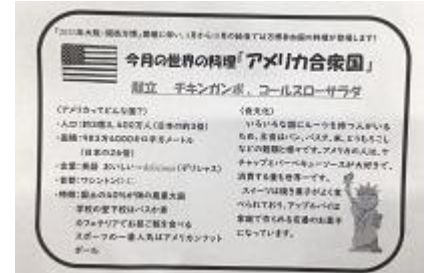 「2025年大阪・関西万博」開催に伴い、5月から10月の給食では万博参加国の料理が登場します！
今月の世界の料理「アメリカ合衆国」
献立 チキンガンボ、コールスローサラダ
〈アメリカってどんな国？〉
・人口：約3億3,400万人（日本の約3倍）
・面積：983万4000キロ平方メートル
（日本の26倍）
・言葉：英語 おいしい→delicious（デリシャス）
・首都：ワシントンD.C.
・特徴：国土の40％が
学校の登下校はバスか車
のカフェテリアでお昼ご飯を食べる
スポーツの一番人気はアメリカンフット
ボール
〈食文化〉
いろいろな国にルーツを持つ人がいる
ため、主食はパン、パスタ、米、とうもろこし
などの種類と様々です。アメリカの人は、ケ
チャップとバーベキューソースが大好きで、
消費する量も世界一です。
スイーツは焼き菓子がよく食
べられており、アップルパイは
家庭で作られる定番のお菓子
になっています。